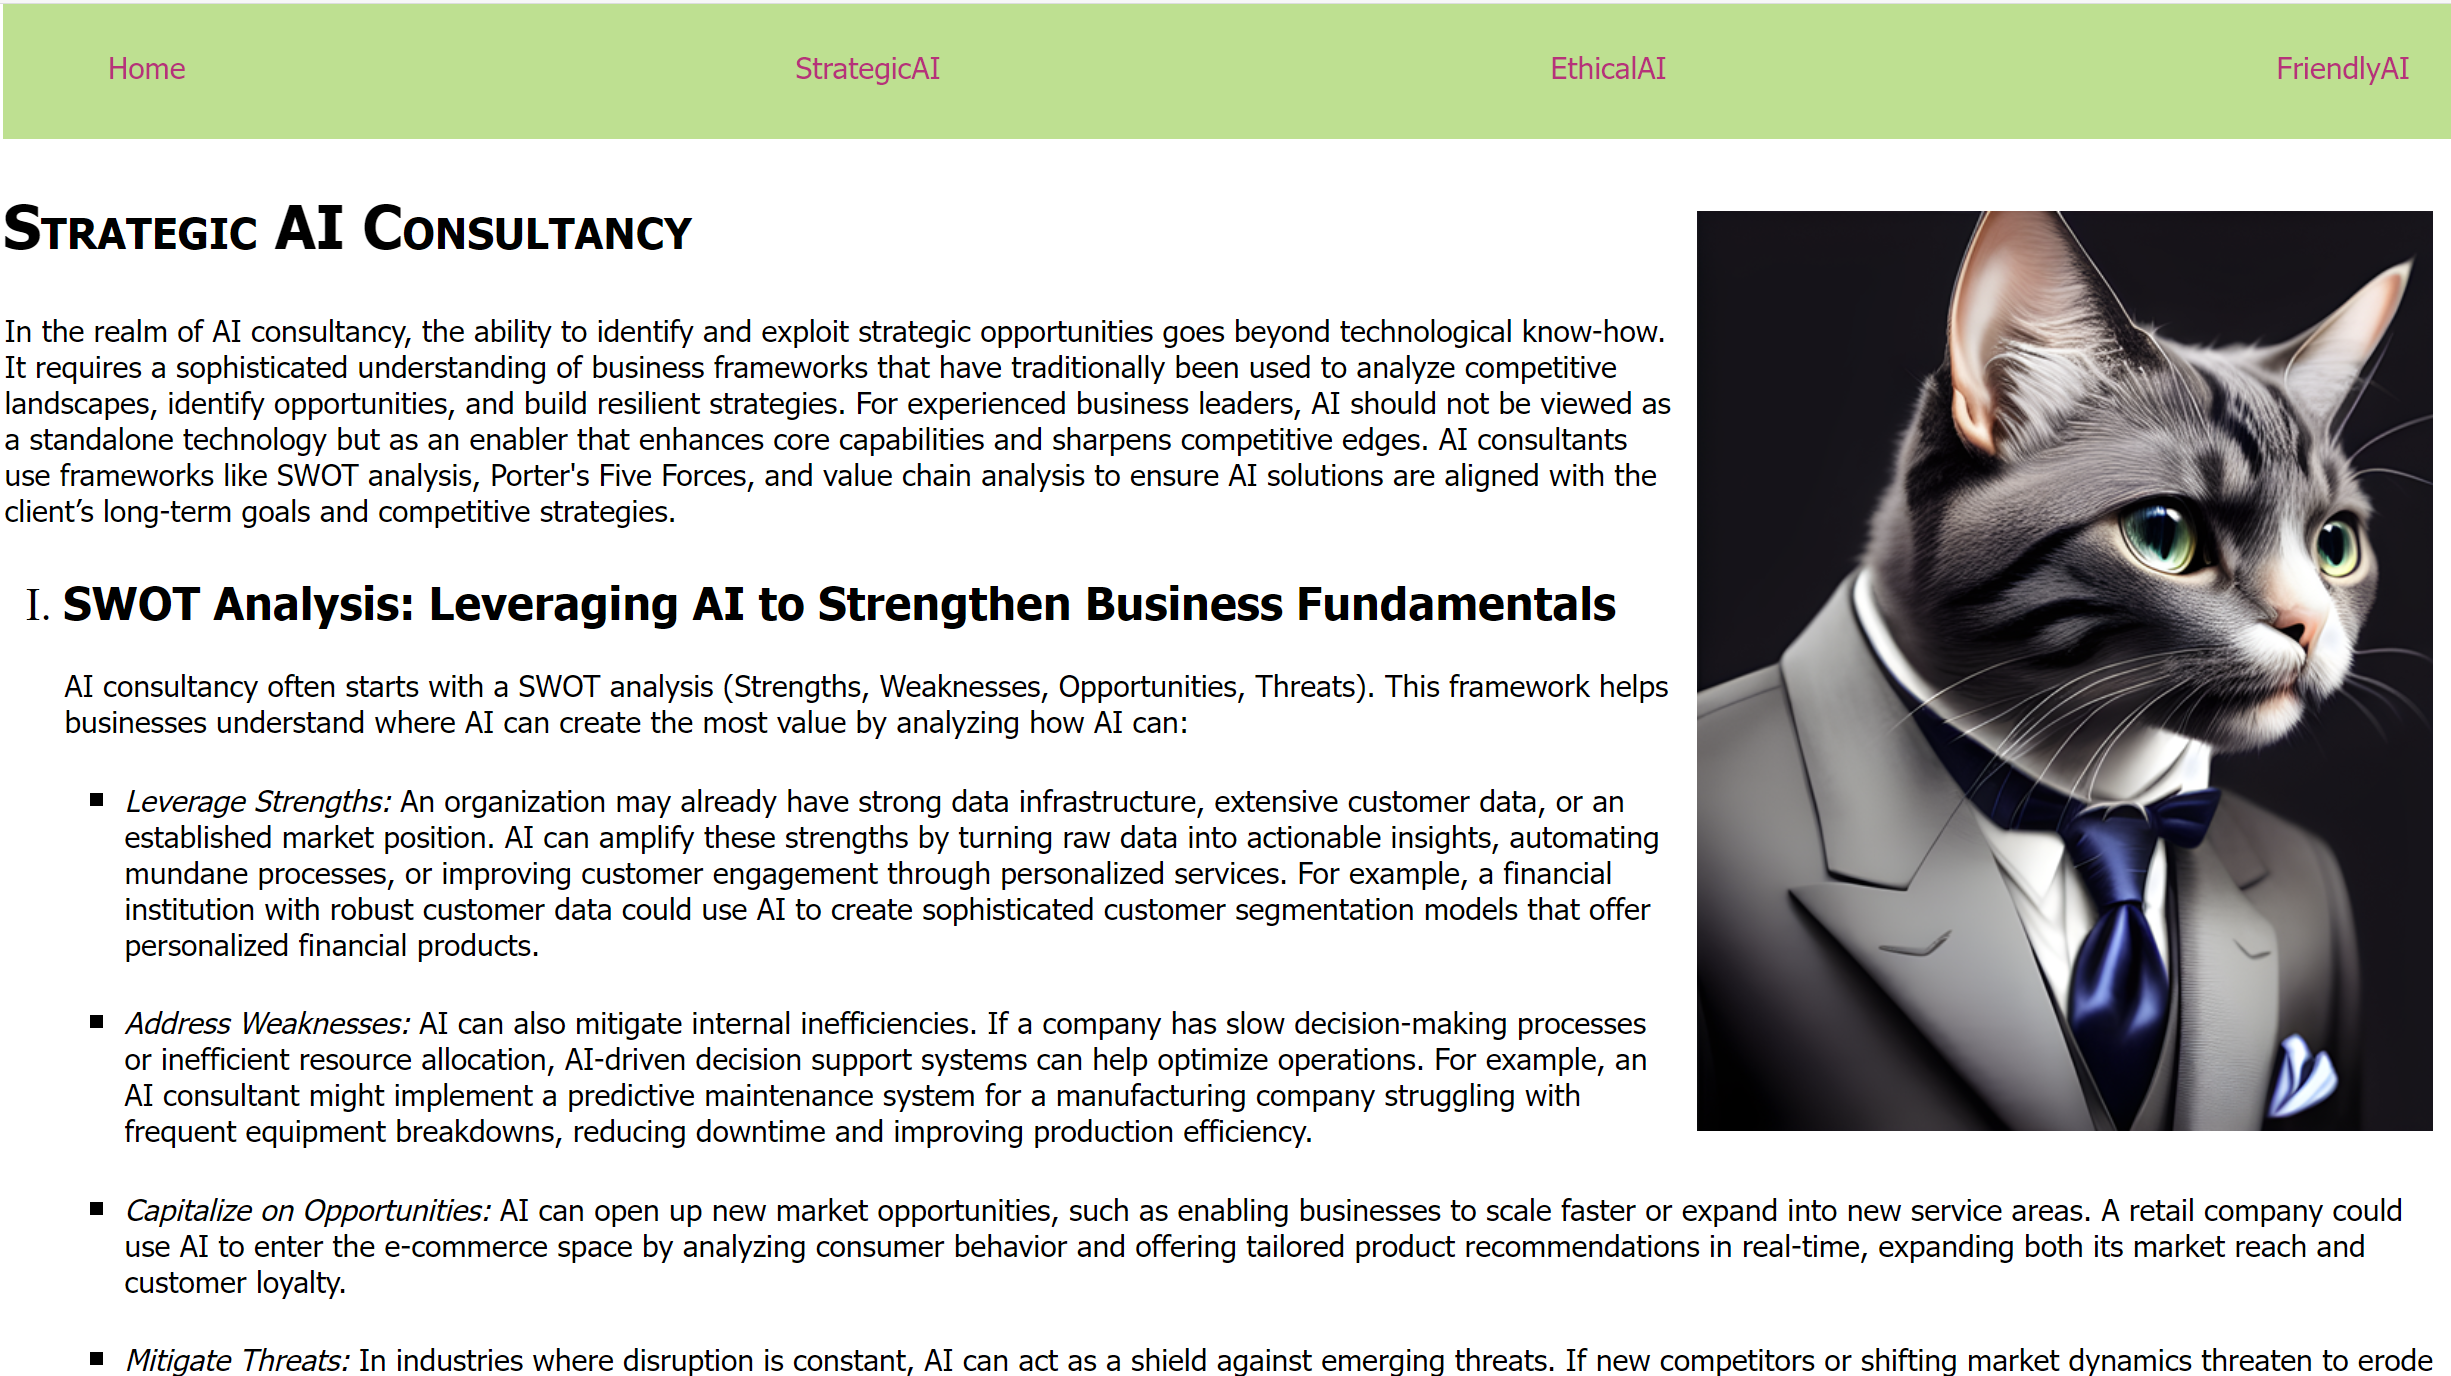 Home StrategicAI EthicalAI FriendlyAI
Strategic AI Consultancy
In the realm of AI consultancy, the ability to identify and exploit strategic opportunities goes beyond technological know-how.
It requires a sophisticated understanding of business frameworks that have traditionally been used to analyze competitive
landscapes, identify opportunities, and build resilient strategies. For experienced business leaders, AI should not be viewed as
a standalone technology but as an enabler that enhances core capabilities and sharpens competitive edges. AI consultants
use frameworks like SWOT analysis, Porter's Five Forces, and value chain analysis to ensure AI solutions are aligned with the
client’s long-term goals and competitive strategies.
I. SWOT Analysis: Leveraging AI to Strengthen Business Fundamentals
AI consultancy often starts with a SWOT analysis (Strengths, Weaknesses, Opportunities, Threats). This framework helps
businesses understand where AI can create the most value by analyzing how AI can:
▪ Leverage Strengths: An organization may already have strong data infrastructure, extensive customer data, or an
established market position. AI can amplify these strengths by turning raw data into actionable insights, automating
mundane processes, or improving customer engagement through personalized services. For example, a financial
institution with robust customer data could use AI to create sophisticated customer segmentation models that offer
personalized financial products.
▪ Address Weaknesses: AI can also mitigate internal inefficiencies. If a company has slow decision-making processes
or inefficient resource allocation, AI-driven decision support systems can help optimize operations. For example, an
AI consultant might implement a predictive maintenance system for a manufacturing company struggling with
frequent equipment breakdowns, reducing downtime and improving production efficiency.
▪ Capitalize on Opportunities: AI can open up new market opportunities, such as enabling businesses to scale faster or expand into new service areas. A retail company could
use AI to enter the e-commerce space by analyzing consumer behavior and offering tailored product recommendations in real-time, expanding both its market reach and
customer loyalty.
▪ Mitigate Threats: In industries where disruption is constant, AI can act as a shield against emerging threats. If new competitors or shifting market dynamics threaten to erode